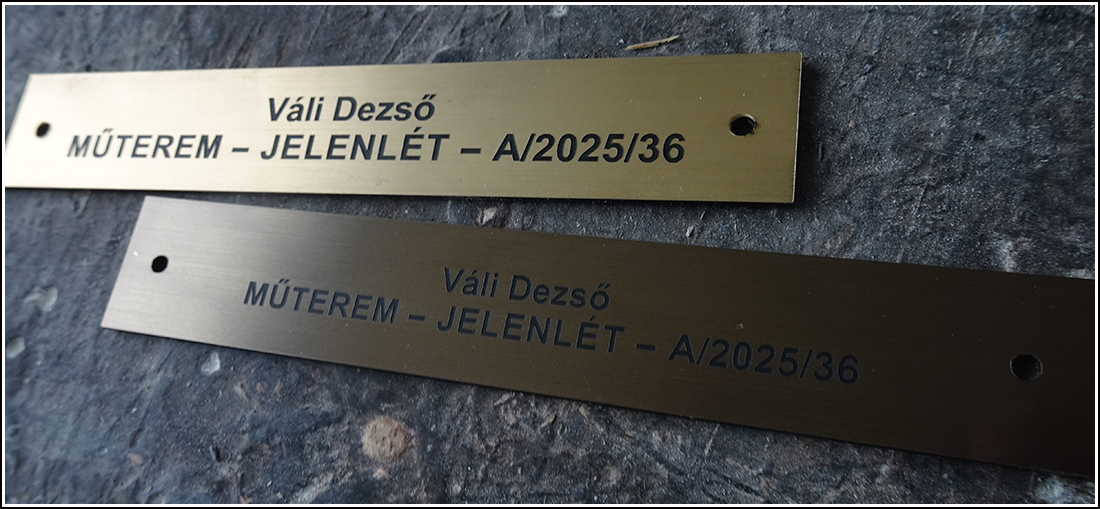 Váli Dezső
MŰTEREM – JELENLÉT – A/2025/36
Váli Dezső
MŰTEREM – JELENLÉT – A/2025/36